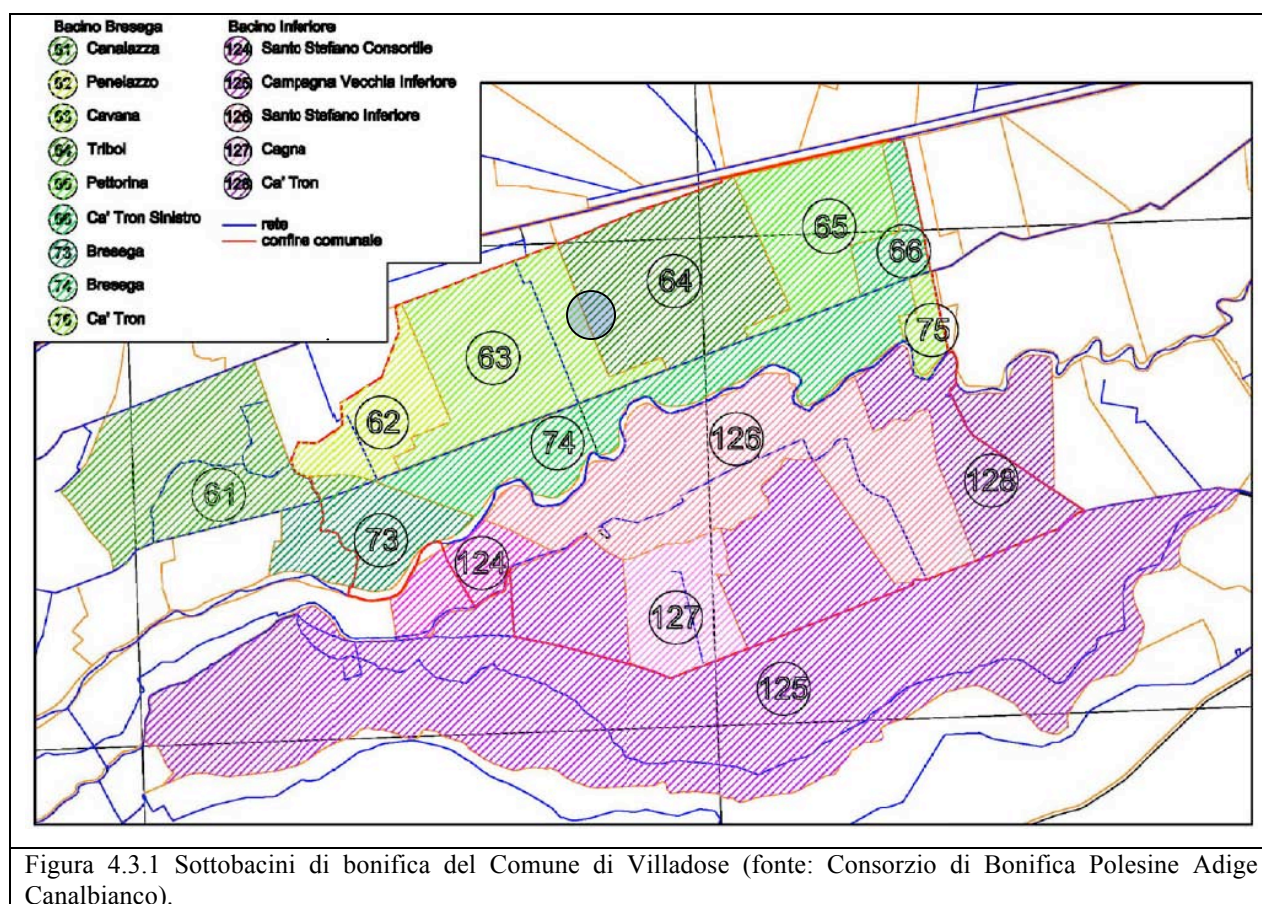 Bacino Bresega
61 Canalazza
62 Penelazzo
63 Cavana
64 Triboi
65 Pettorina
66 Ca' Tron Sinistro
73 Bresega
74 Bresega
75 Ca' Tron
Bacino Inferiore
124 Santo Stefano Consortile
125 Campagna Vecchia Inferiore
126 Santo Stefano Inferiore
127 Cagna
128 Ca' Tron
rete
confine comunale
65
66
64
75
63
62
74
126
61
128
73
124
127
125
Figura 4.3.1 Sottobacini di bonifica del Comune di Villadose (fonte: Consorzio di Bonifica Polesine Adige
Canalbianco).